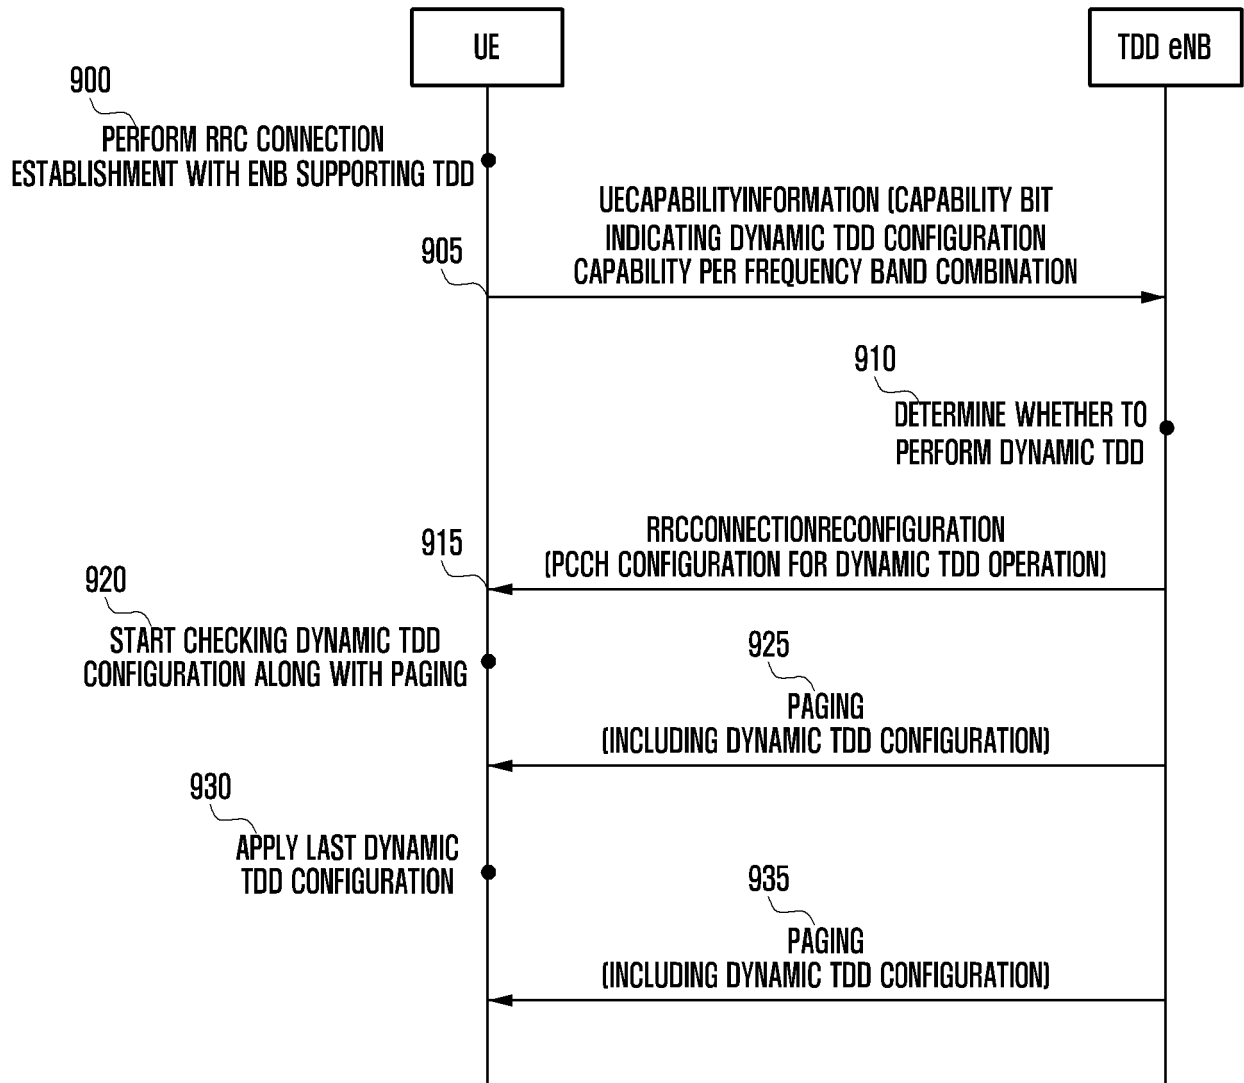 UE
TDD eNB
900
PERFORM RRC CONNECTION
ESTABLISHMENT WITH ENB SUPPORTING TDD
UECAPABILITYINFORMATION (CAPABILITY BIT
INDICATING DYNAMIC TDD CONFIGURATION
CAPABILITY PER FREQUENCY BAND COMBINATION
905
910
DETERMINE WHETHER TO
PERFORM DYNAMIC TDD
RRCCONNECTIONRECONFIGURATION
(PCCH CONFIGURATION FOR DYNAMIC TDD OPERATION)
915
920
START CHECKING DYNAMIC TDD
CONFIGURATION ALONG WITH PAGING
925
PAGING
(INCLUDING DYNAMIC TDD CONFIGURATION)
930
APPLY LAST DYNAMIC
TDD CONFIGURATION
935
PAGING
(INCLUDING DYNAMIC TDD CONFIGURATION)